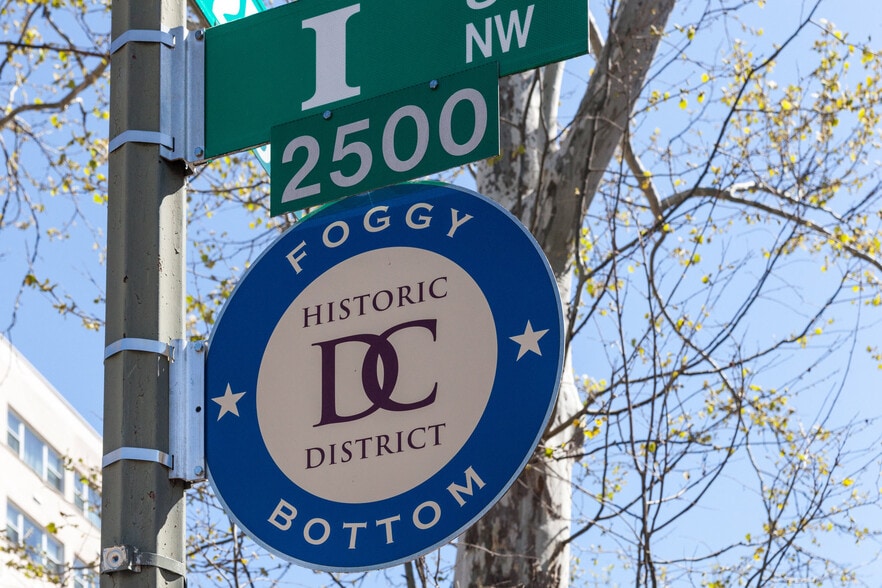 I
NW
2500
FOGGY
HISTORIC
DC
DISTRICT
BOTTOM